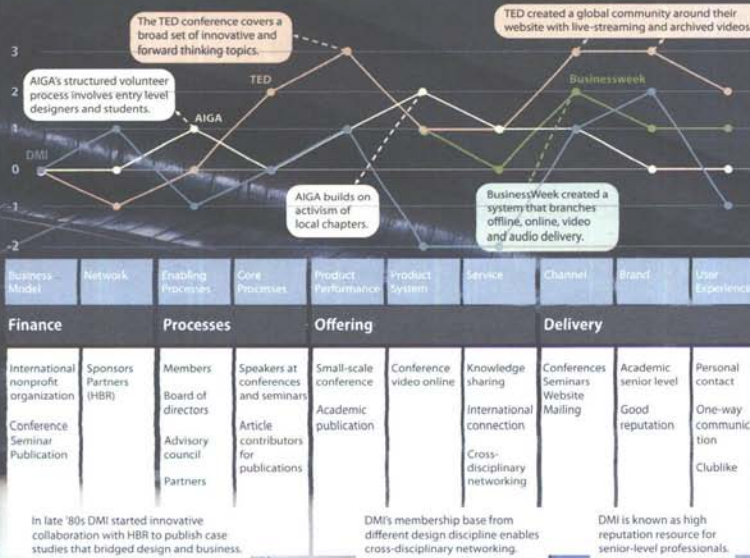 The TED conference covers a
broad set of innovative and
forward thinking topics.
TED created a global community around their
website with live-streaming and archived videos
3
TED
AIGA's structured volunteer
process involves entry level
designers and students.
Businessweek
2
AIGA
1
DMI
0
AIGA builds on
activism of
local chapters.
BusinessWeek created a
system that branches
offline, online, video
and audio delivery.
-1
-2
Business
Model
Network
Enabling
Processes
Core
Processes
Product
Performance
Product
System
Service
Channel
Brand
User
Experience
Finance
Processes
Offering
Delivery
International
nonprofit
organization
Conference
Seminar
Publication
Sponsors
Partners
(HBR)
Members
Board of
directors
Advisory
council
Partners
Speakers at
conferences
and seminars
Article
contributors
for
publications
Small-scale
conference
Academic
publication
Conference
video online
Knowledge
sharing
International
connection
Cross-
disciplinary
networking
Conferences
Seminars
Website
Mailing
Academic
senior level
Good
reputation
Personal
contact
One-way
communica
tion
Clublike
In late '80s DMI started innovative
collaboration with HBR to publish case
studies that bridged design and business.
DMI's membership base from
different design discipline enables
cross-disciplinary networking.
DMI is known as high
reputation resource for
senior-level professionals.